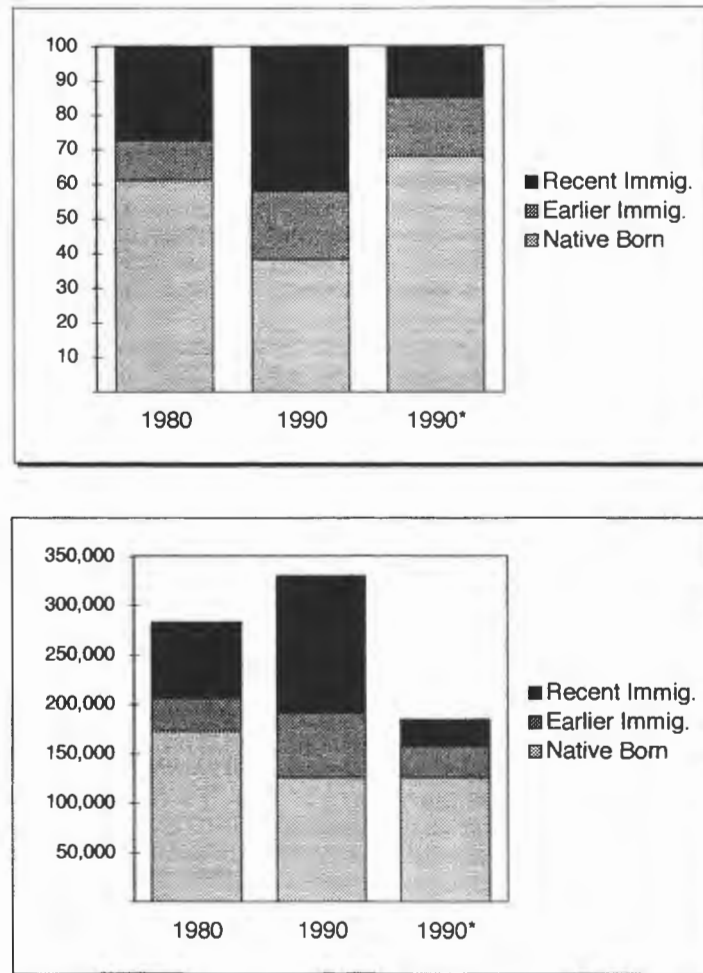 100
90
80
70
60
50
40
30
20
10
Recent Immig.
Earlier Immig.
Native Born
1980 1990 1990*
350,000
300,000
250,000
200,000
150,000
100,000
50,000
Recent Immig.
Earlier Immig.
Native Born
1980 1990 1990*